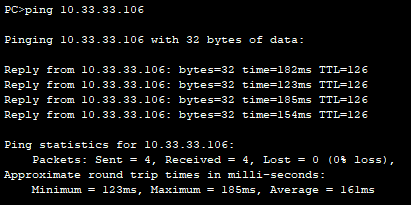 PC>ping 10.33.33.106
Pinging 10.33.33.106 with 32 bytes of data:
Reply from 10.33.33.106: bytes=32 time=182ms TTL=126
Reply from 10.33.33.106: bytes=32 time=123ms TTL=126
Reply from 10.33.33.106: bytes=32 time=185ms TTL=126
Reply from 10.33.33.106: bytes=32 time=154ms TTL=126
Ping statistics for 10.33.33.106:
Packets: Sent = 4, Received = 4, Lost = 0 (0% loss),
Approximate round trip times in milli-seconds:
Minimum = 123ms, Maximum = 185ms, Average = 161ms